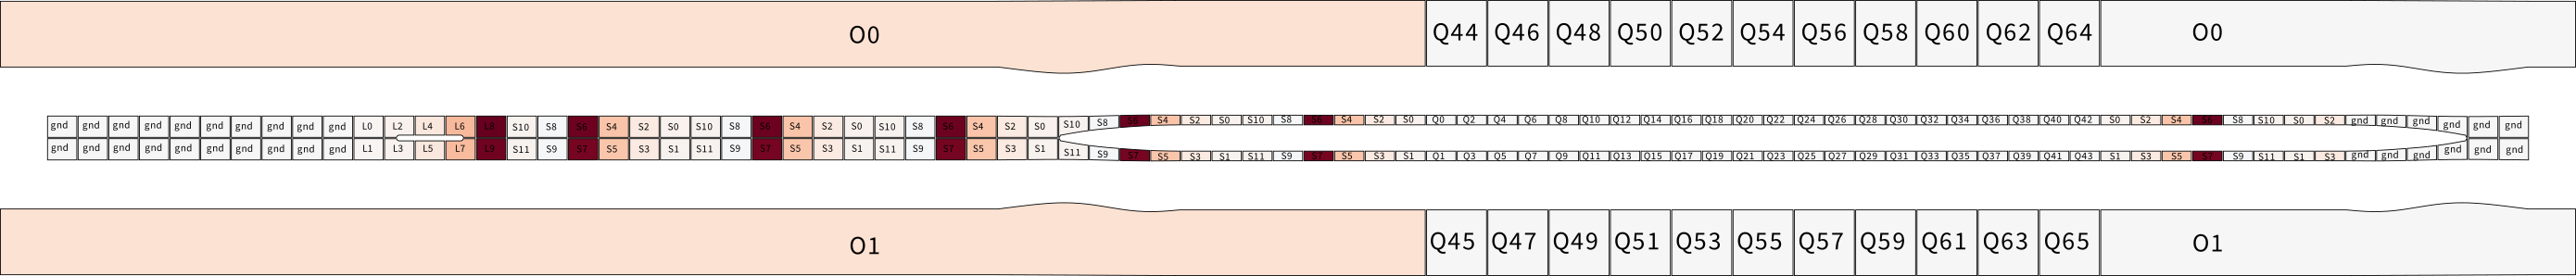 O0 Q44 Q46 Q48 Q50 Q52 Q54 Q56 Q58 Q60 Q62 Q64 O0
gnd gnd gnd gnd gnd gnd gnd gnd gnd gnd L0 L2 L4 L6 L8 S10 S8 S6 S4 S2 S0 S10 S8 S6 S4 S2 S0 S10 S8 S6 S4 S2 S0 S10 S8 S6 S4 S2 S0 S10 S8 S6 S4 S2 S0 Q0 Q2 Q4 Q6 Q8 Q10 Q12 Q14 Q16 Q18 Q20 Q22 Q24 Q26 Q28 Q30 Q32 Q34 Q36 Q38 Q40 Q42 S0 S2 S4 S6 S8 S10 S0 S2 gnd gnd gnd gnd gnd gnd
gnd gnd gnd gnd gnd gnd gnd gnd gnd gnd L1 L3 L5 L7 L9 S11 S9 S7 S5 S3 S1 S11 S9 S7 S5 S3 S1 S11 S9 S7 S5 S3 S1 S11 S9 S7 S5 S3 S1 S11 S9 S7 S5 S3 S1 Q1 Q3 Q5 Q7 Q9 Q11 Q13 Q15 Q17 Q19 Q21 Q23 Q25 Q27 Q29 Q31 Q33 Q35 Q37 Q39 Q41 Q43 S1 S3 S5 S7 S9 S11 S1 S3 gnd gnd gnd gnd gnd gnd
O1 Q45 Q47 Q49 Q51 Q53 Q55 Q57 Q59 Q61 Q63 Q65 O1